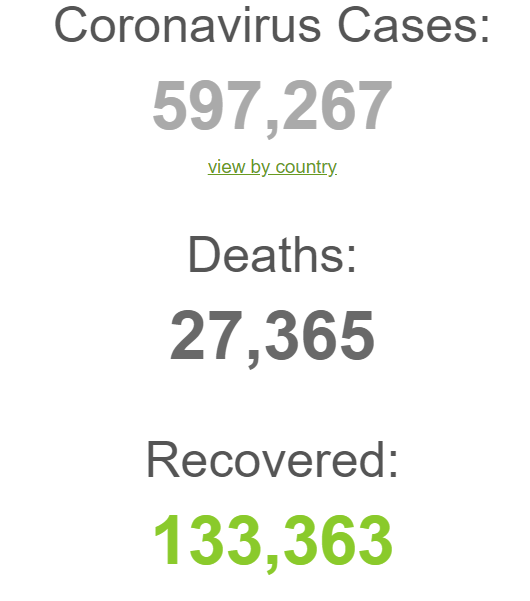 Coronavirus Cases:
597,267
view by country
Deaths:
27,365
Recovered:
133,363